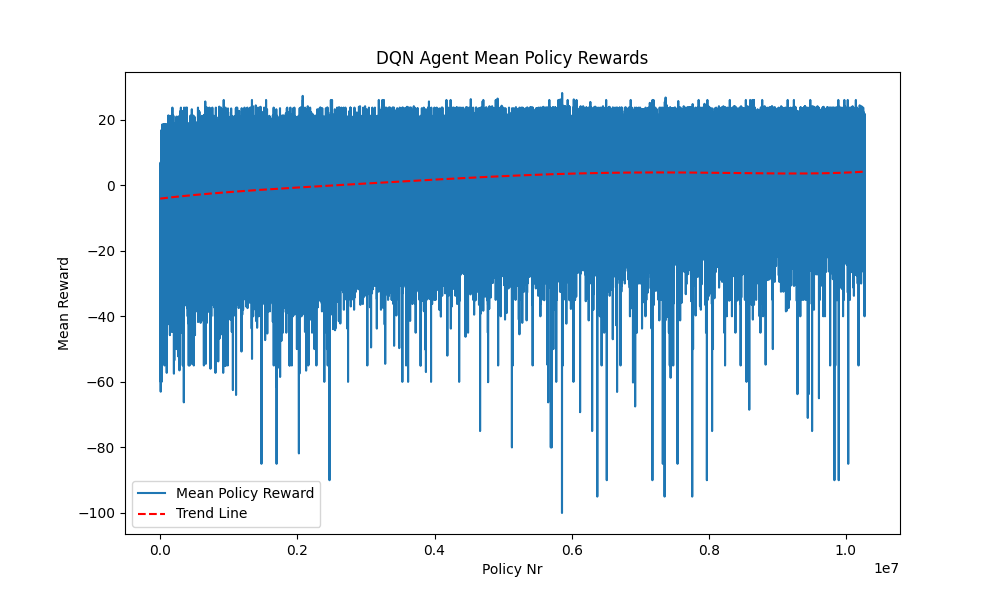 DQN Agent Mean Policy Rewards
20
0
−20
−40
−60
−80
−100
Mean Reward
Mean Policy Reward
Trend Line
0.0 0.2 0.4 0.6 0.8 1.0
1e7
Policy Nr